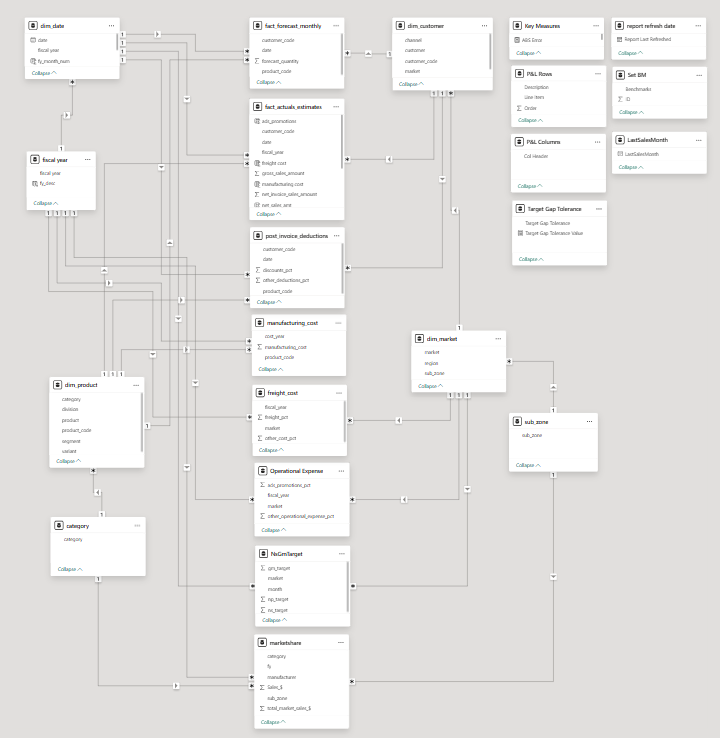 dim_date
date
fiscal year
fy_month_num
Collapse
fiscal year
fiscal year
fy_desc
Collapse
dim_product
category
division
product
product_code
segment
variant
Collapse
category
category
Collapse
fact_forecast_monthly
customer_code
date
forecast_quantity
product_code
Collapse
fact_actuals_estimates
ads_promotions
customer_code
date
fiscal_year
freight cost
gross_sales_amount
manufacturing cost
net_invoice_sales_amount
net_sales_amt
Collapse
post_invoice_deductions
customer_code
date
discounts_pct
other_deductions_pct
product_code
Collapse
manufacturing_cost
cost_year
manufacturing_cost
product_code
Collapse
freight_cost
fiscal_year
freight_pct
market
other_cost_pct
Collapse
Operational Expense
ads_promotions_pct
fiscal_year
market
other_operational_expense_pct
Collapse
NsGmTarget
gm_target
market
month
np_target
ns_target
Collapse
marketshare
category
fy
manufacturer
Sales_$
sub_zone
total_market_sales_$
Collapse
dim_customer
channel
customer
customer_code
market
Collapse
dim_market
market
region
sub_zone
Collapse
sub_zone
sub_zone
Collapse
Key Measures
ABS Error
Collapse
P&L Rows
Description
Line Item
Order
Collapse
P&L Columns
Col Header
Collapse
Target Gap Tolerance
Target Gap Tolerance
Target Gap Tolerance Value
Collapse
report refresh date
Report Last Refreshed
Collapse
Set BM
Benchmarks
ID
Collapse
LastSalesMonth
LastSalesMonth
Collapse